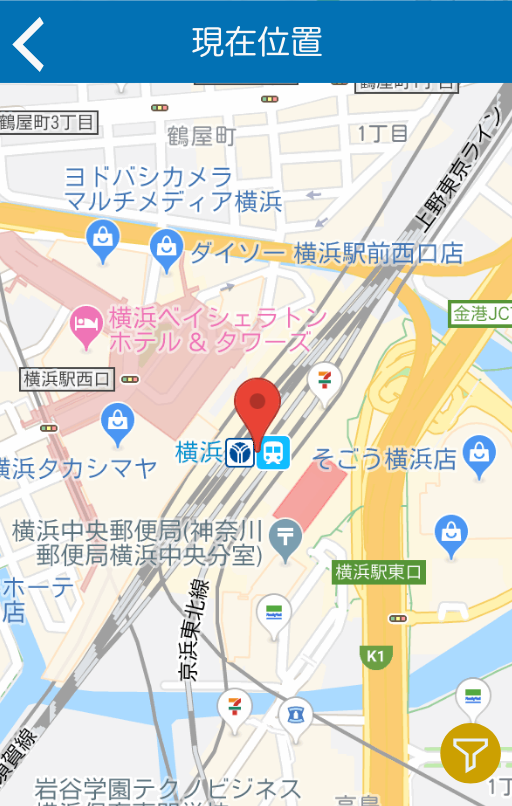 現在位置
鶴屋町3丁目
鶴屋町
1丁目
ヨドバシカメラ
マルチメディア横浜
上野東京ライン
ダイソー 横浜駅前西口店
金港JC
横浜ベイシェラトン
ホテル & タワーズ
横浜駅西口
7
横浜
そごう横浜店
横浜タカシマヤ
横浜中央郵便局(神奈川
郵便局横浜中央分室)
横浜駅東口
ホーテ
店
京浜東北線
FamilyMart
K1
7
FamilyMart
須賀線
岩谷学園テクノビジネス